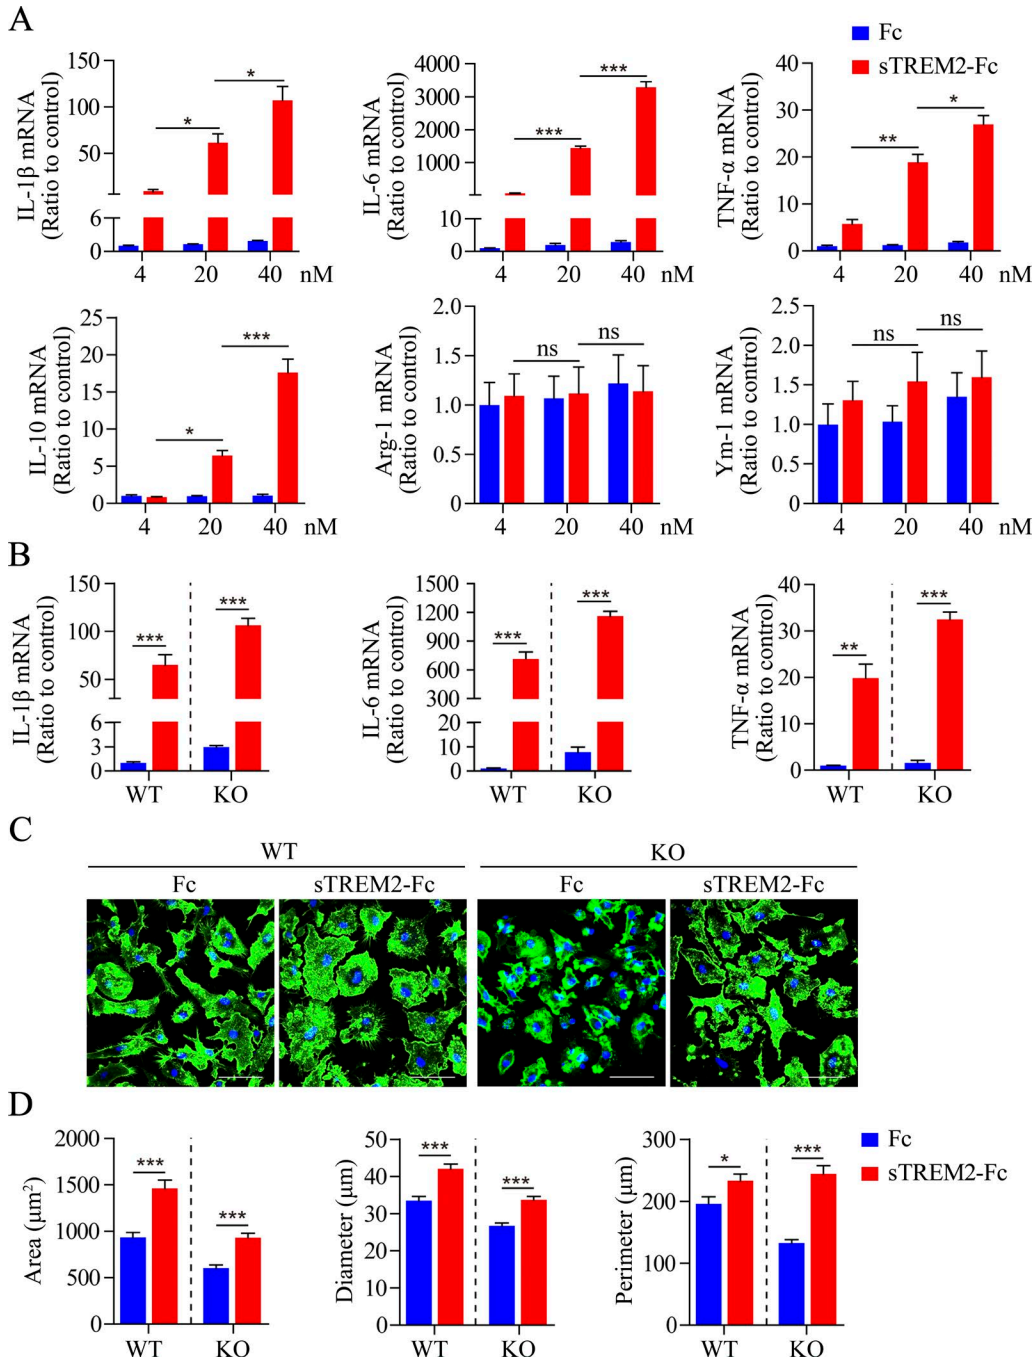 A
Fc
sTREM2-Fc
IL-1β mRNA
(Ratio to control)
150
100
50
6
0
*
*
4 20 40 nM
IL-6 mRNA
(Ratio to control)
4000
3000
2000
1000
10
0
***
***
4 20 40 nM
TNF-α mRNA
(Ratio to control)
40
30
20
10
0
**
*
4 20 40 nM
IL-10 mRNA
(Ratio to control)
25
20
15
10
5
0
*
***
4 20 40 nM
Arg-1 mRNA
(Ratio to control)
2.0
1.5
1.0
0.5
0
ns
ns
4 20 40 nM
Ym-1 mRNA
(Ratio to control)
2.5
2.0
1.5
1.0
0.5
0
ns
ns
4 20 40 nM
B
IL-1β mRNA
(Ratio to control)
150
100
50
6
3
0
***
***
WT KO
IL-6 mRNA
(Ratio to control)
1500
1200
900
600
300
20
10
0
***
***
WT KO
TNF-α mRNA
(Ratio to control)
40
30
20
10
0
**
***
WT KO
C
WT KO
Fc sTREM2-Fc Fc sTREM2-Fc
D
Area (μm²)
2000
1500
1000
500
0
***
***
WT KO
Diameter (μm)
50
40
30
20
10
0
***
***
WT KO
Perimeter (μm)
300
200
100
0
*
***
WT KO
Fc
sTREM2-Fc